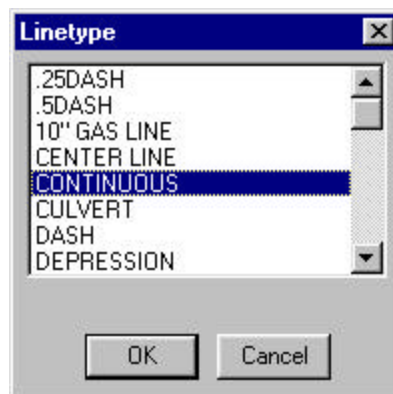 Linetype
.25DASH
.5DASH
10" GAS LINE
CENTER LINE
CONTINUOUS
CULVERT
DASH
DEPRESSION
OK Cancel